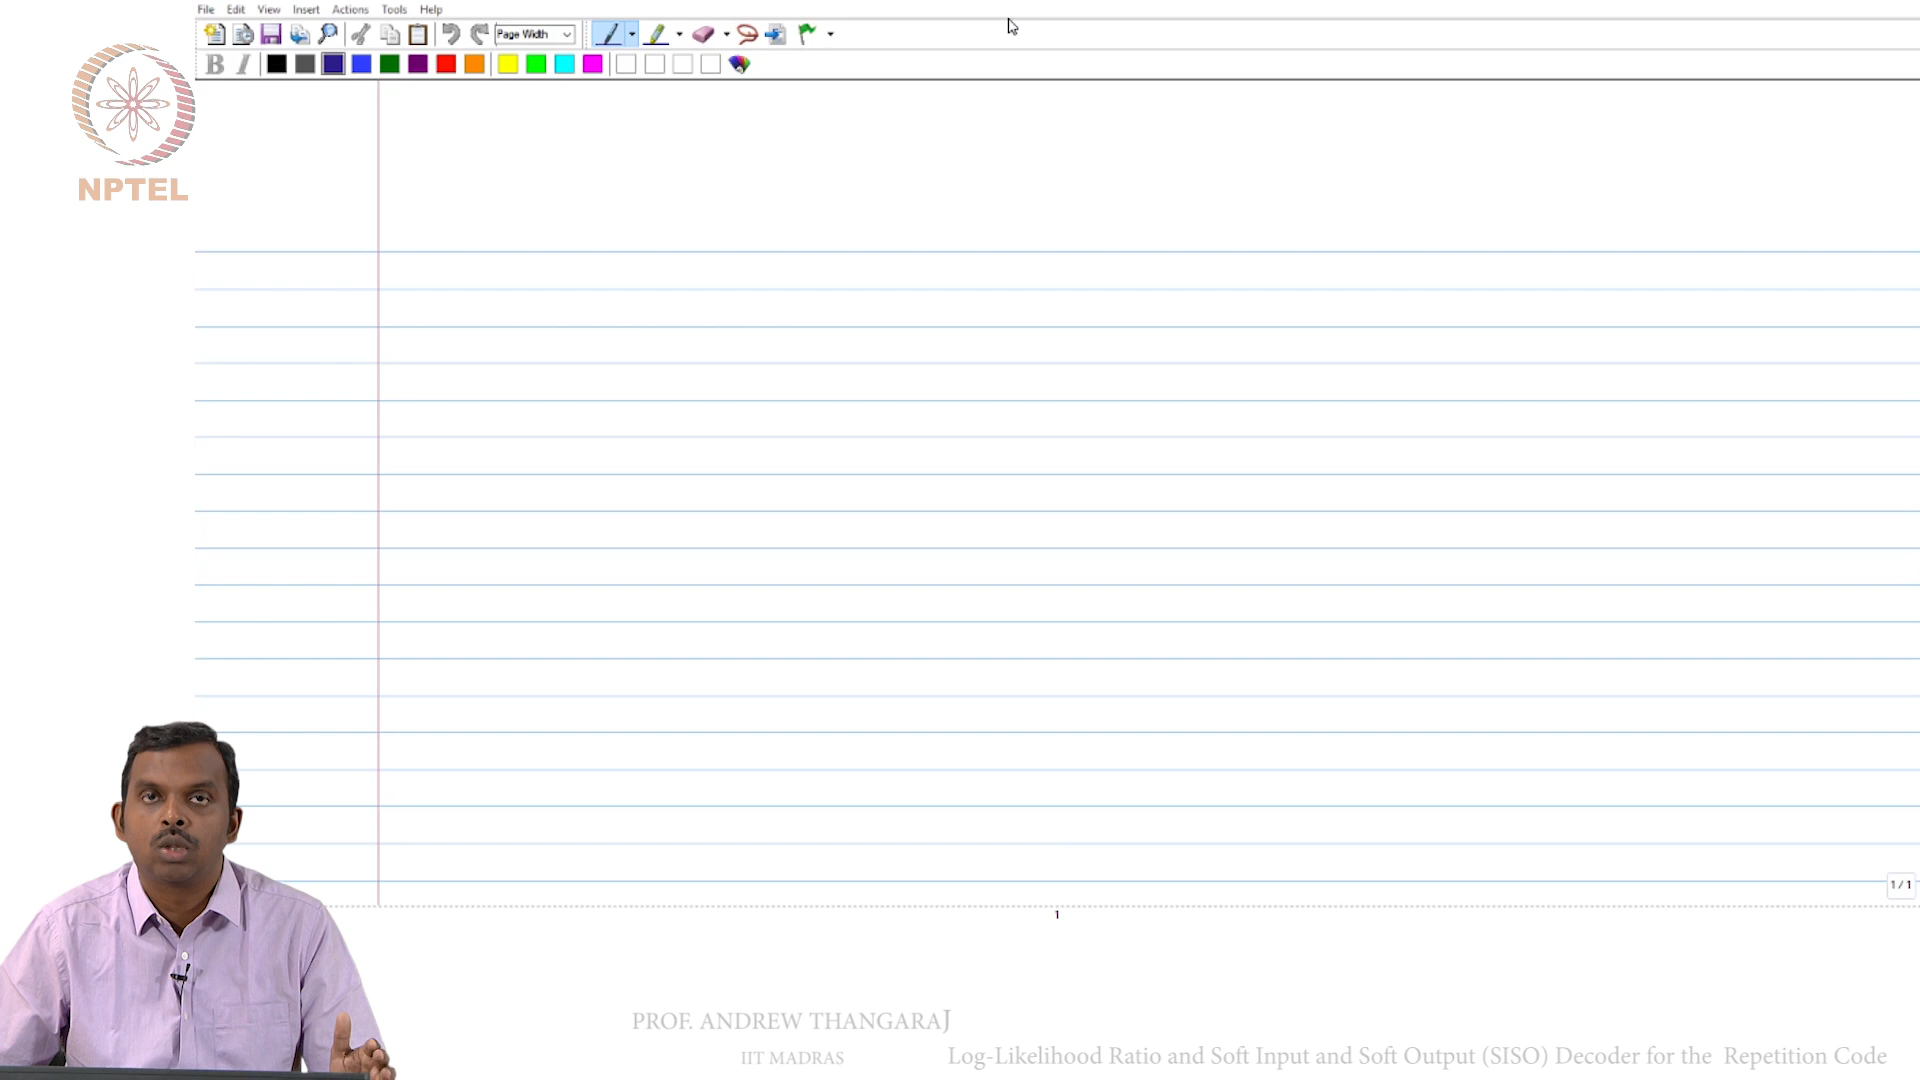 File Edit View Insert Actions Tools Help
Page Width
B I
NPTEL
1 / 1
1
PROF. ANDREW THANGARAJ
IIT MADRAS
Log-Likelihood Ratio and Soft Input and Soft Output (SISO) Decoder for the Repetition Code